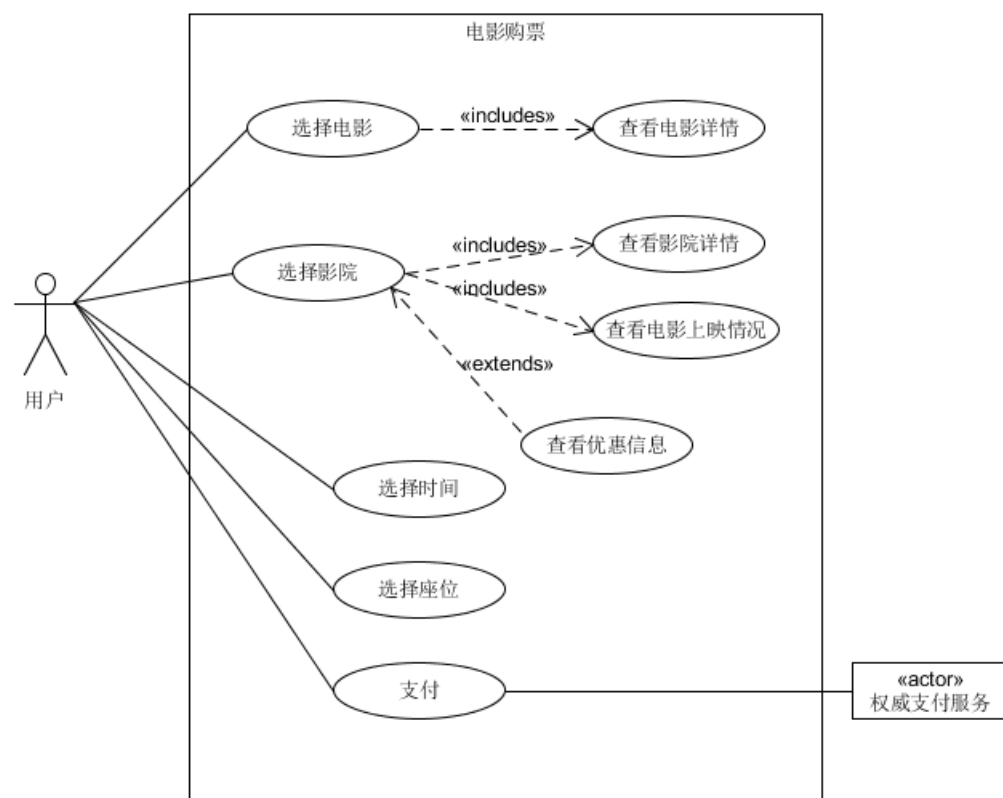 电影购票
选择电影
«includes»
查看电影详情
选择影院
«includes»
查看影院详情
«includes»
查看电影上映情况
«extends»
查看优惠信息
用户
选择时间
选择座位
支付
«actor»
权威支付服务